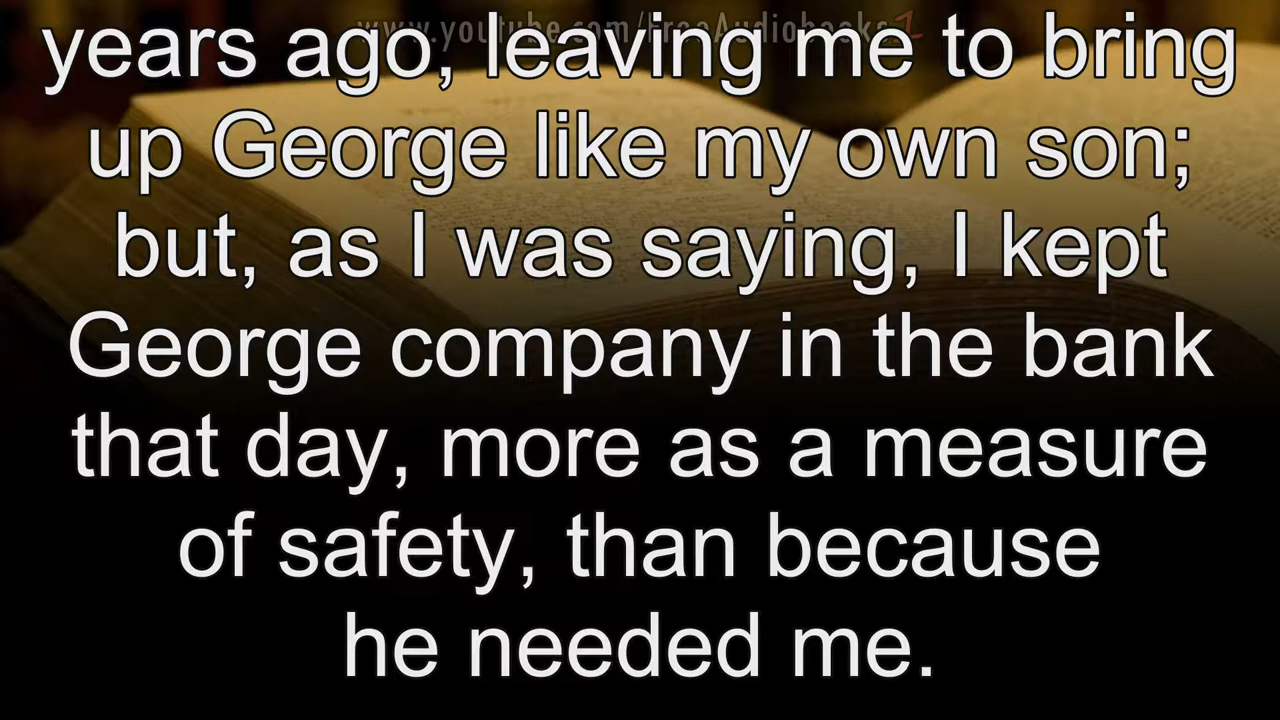 www.youtube.com/FreeAudiobooks1
years ago, leaving me to bring
up George like my own son;
but, as I was saying, I kept
George company in the bank
that day, more as a measure
of safety, than because
he needed me.